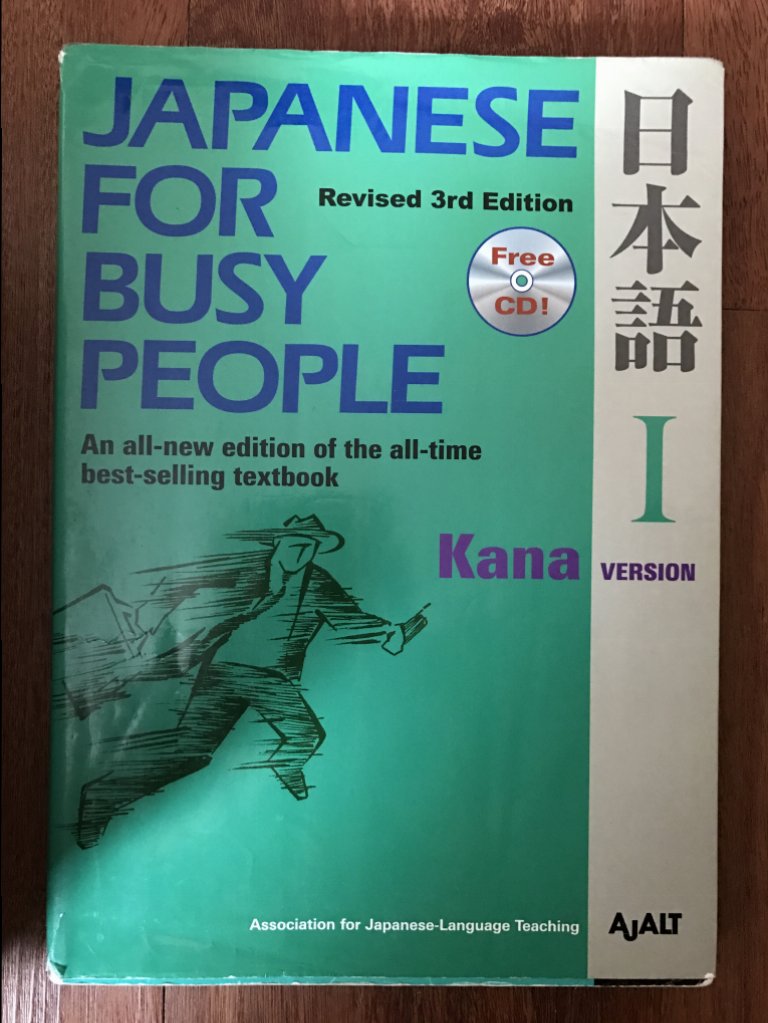 JAPANESE
FOR
BUSY
PEOPLE
Revised 3rd Edition
Free
CD!
An all-new edition of the all-time
best-selling textbook
日本語
I
Kana VERSION
Association for Japanese-Language Teaching
AJALT